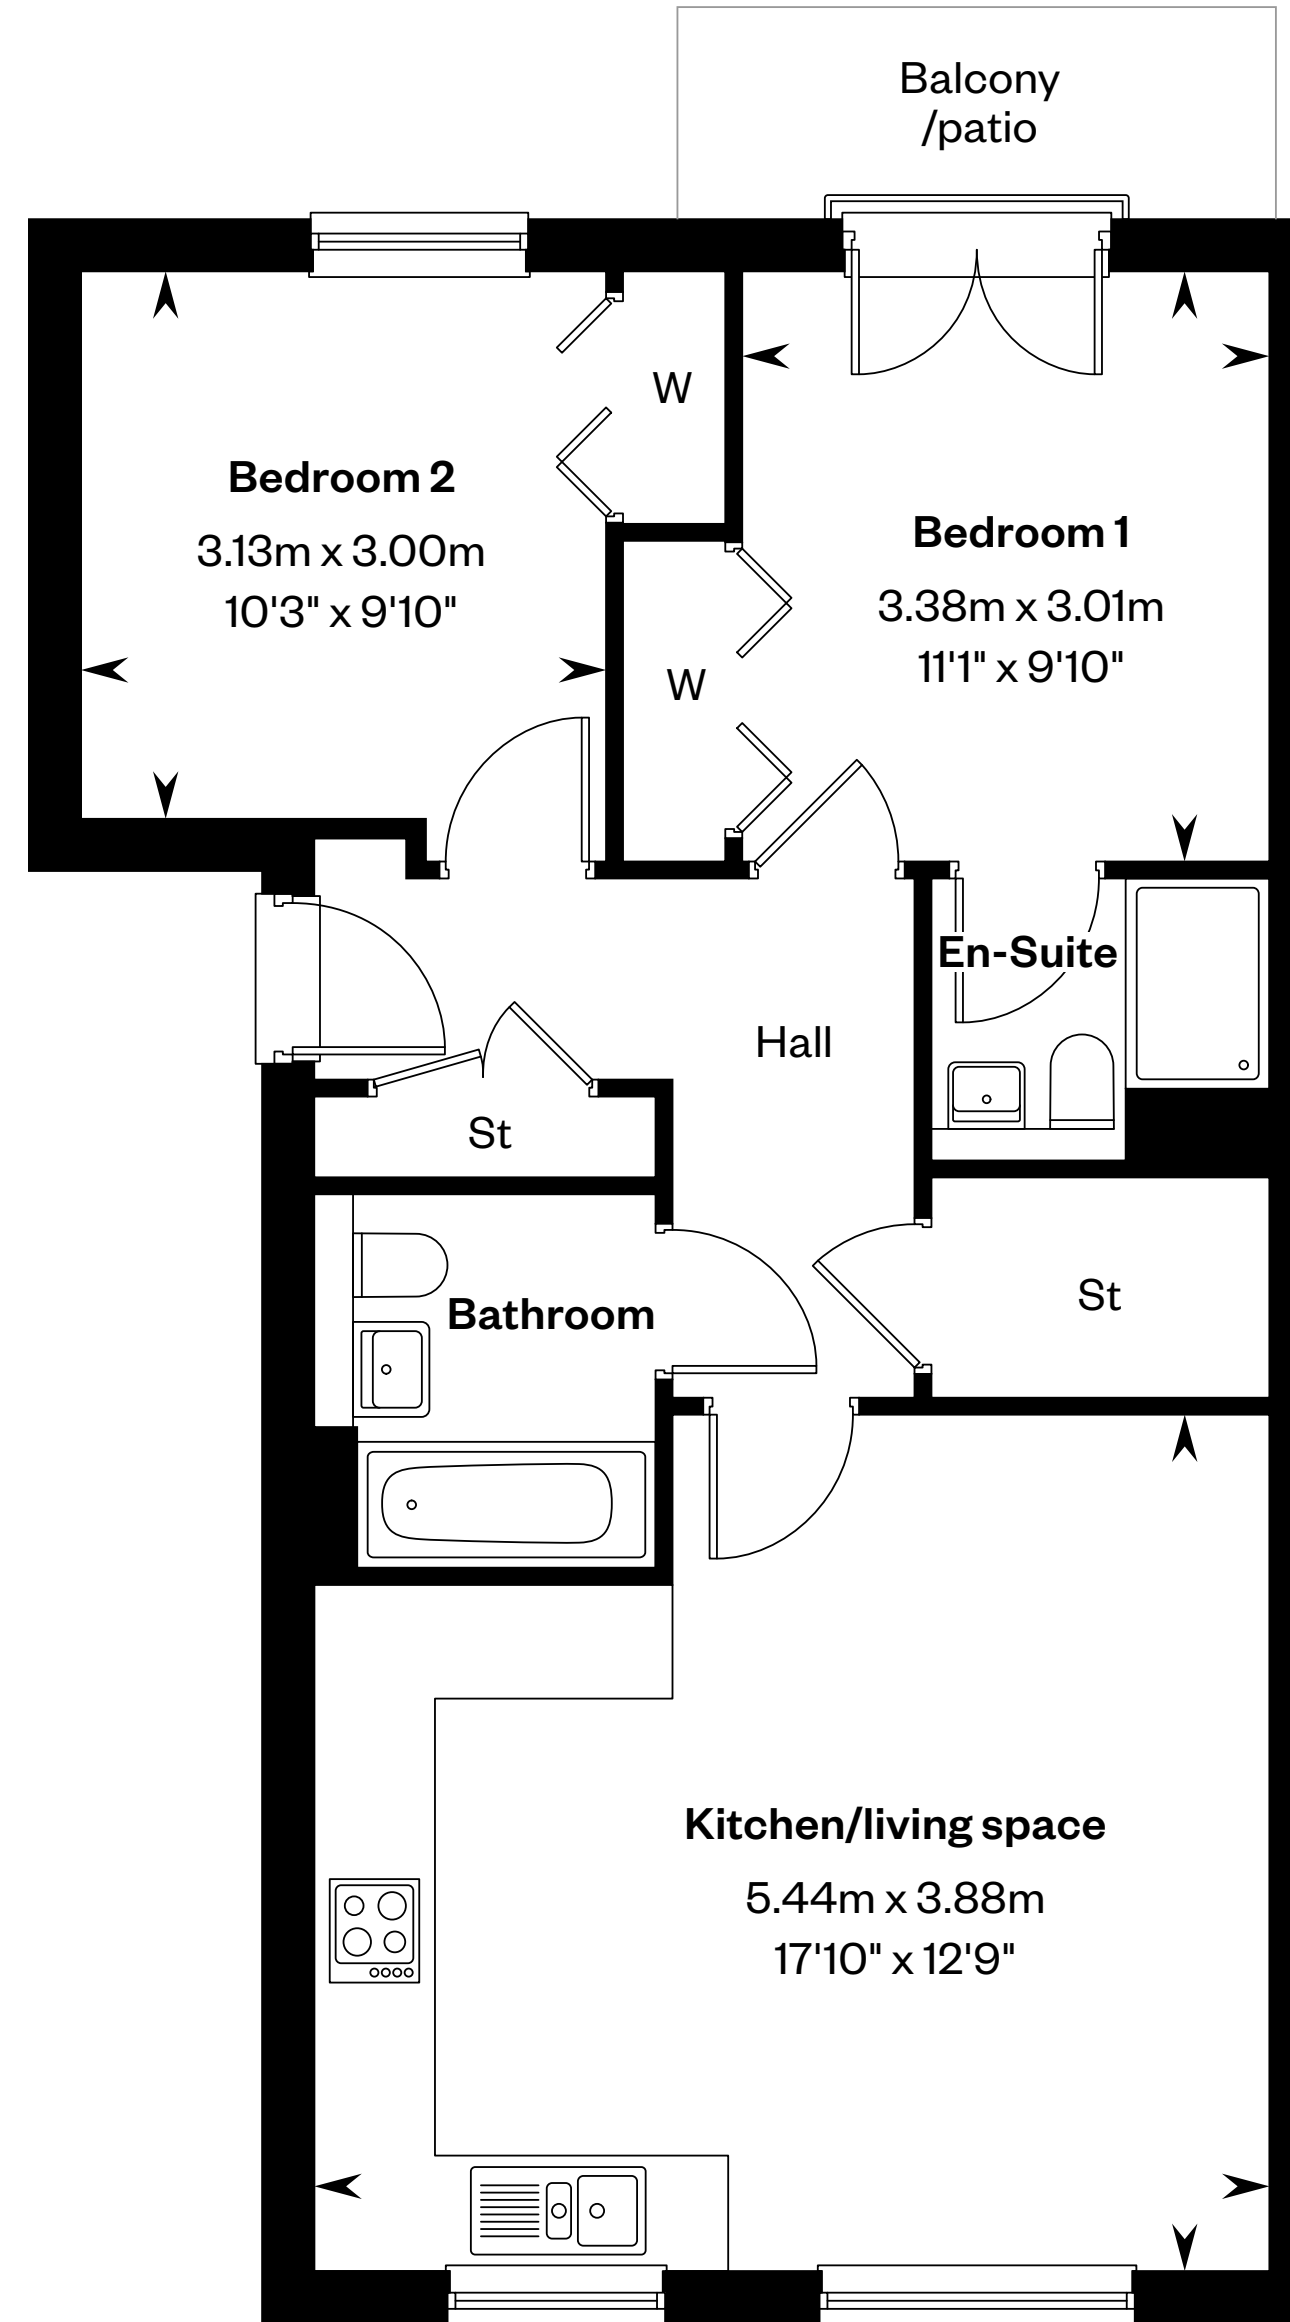 Balcony
/patio
W
Bedroom 2
3.13m x 3.00m
10'3" x 9'10"
Bedroom 1
3.38m x 3.01m
11'1" x 9'10"
W
En-Suite
Hall
St
St
Bathroom
Kitchen/living space
5.44m x 3.88m
17'10" x 12'9"